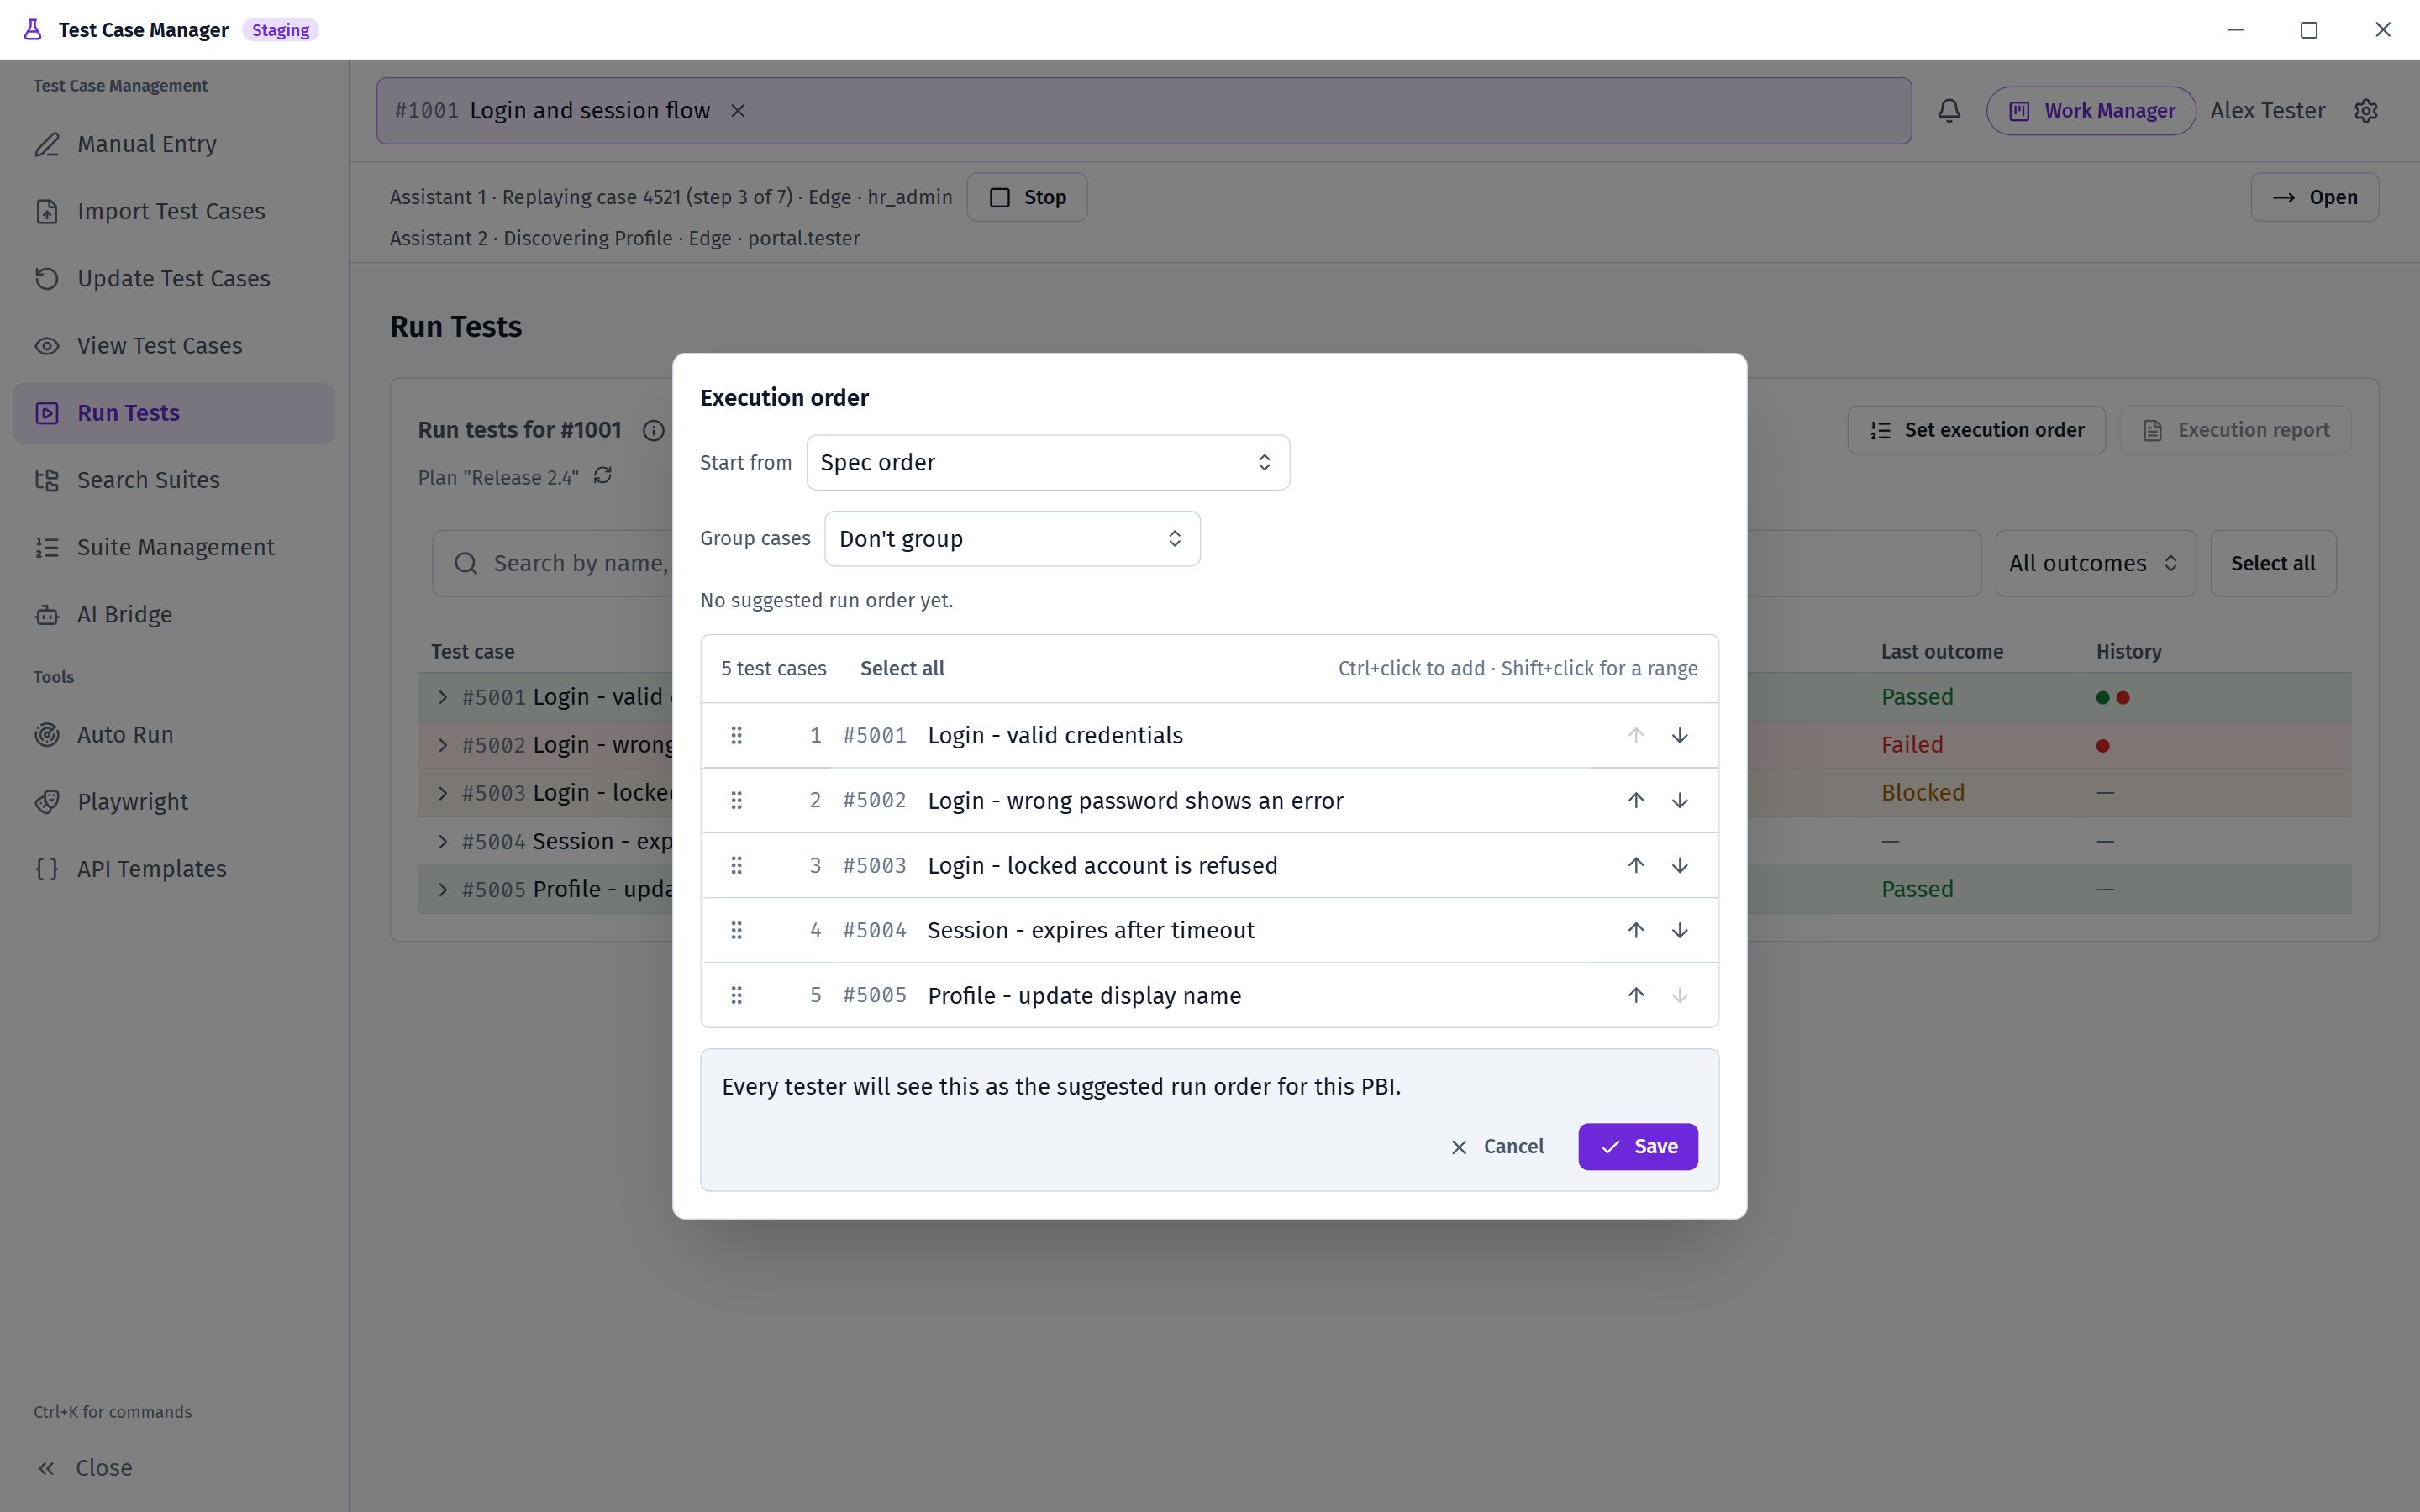 Test Case Manager Staging
Test Case Management
Manual Entry
Import Test Cases
Update Test Cases
View Test Cases
Run Tests
Search Suites
Suite Management
AI Bridge
Tools
Auto Run
Playwright
API Templates
Ctrl+K for commands
Close
#1001 Login and session flow
Work Manager
Alex Tester
Assistant 1 · Replaying case 4521 (step 3 of 7) · Edge · hr_admin
Stop
Open
Assistant 2 · Discovering Profile · Edge · portal.tester
Run Tests
Run tests for #1001
Set execution order
Execution report
Plan "Release 2.4"
Search by name,
All outcomes
Select all
Test case
Last outcome
History
#5001 Login - valid
Passed
#5002 Login - wrong
Failed
#5003 Login - locke
Blocked
—
#5004 Session - exp
—
—
#5005 Profile - upda
Passed
—
Execution order
Start from
Spec order
Group cases
Don't group
No suggested run order yet.
5 test cases
Select all
Ctrl+click to add · Shift+click for a range
1 #5001 Login - valid credentials
2 #5002 Login - wrong password shows an error
3 #5003 Login - locked account is refused
4 #5004 Session - expires after timeout
5 #5005 Profile - update display name
Every tester will see this as the suggested run order for this PBI.
Cancel
Save